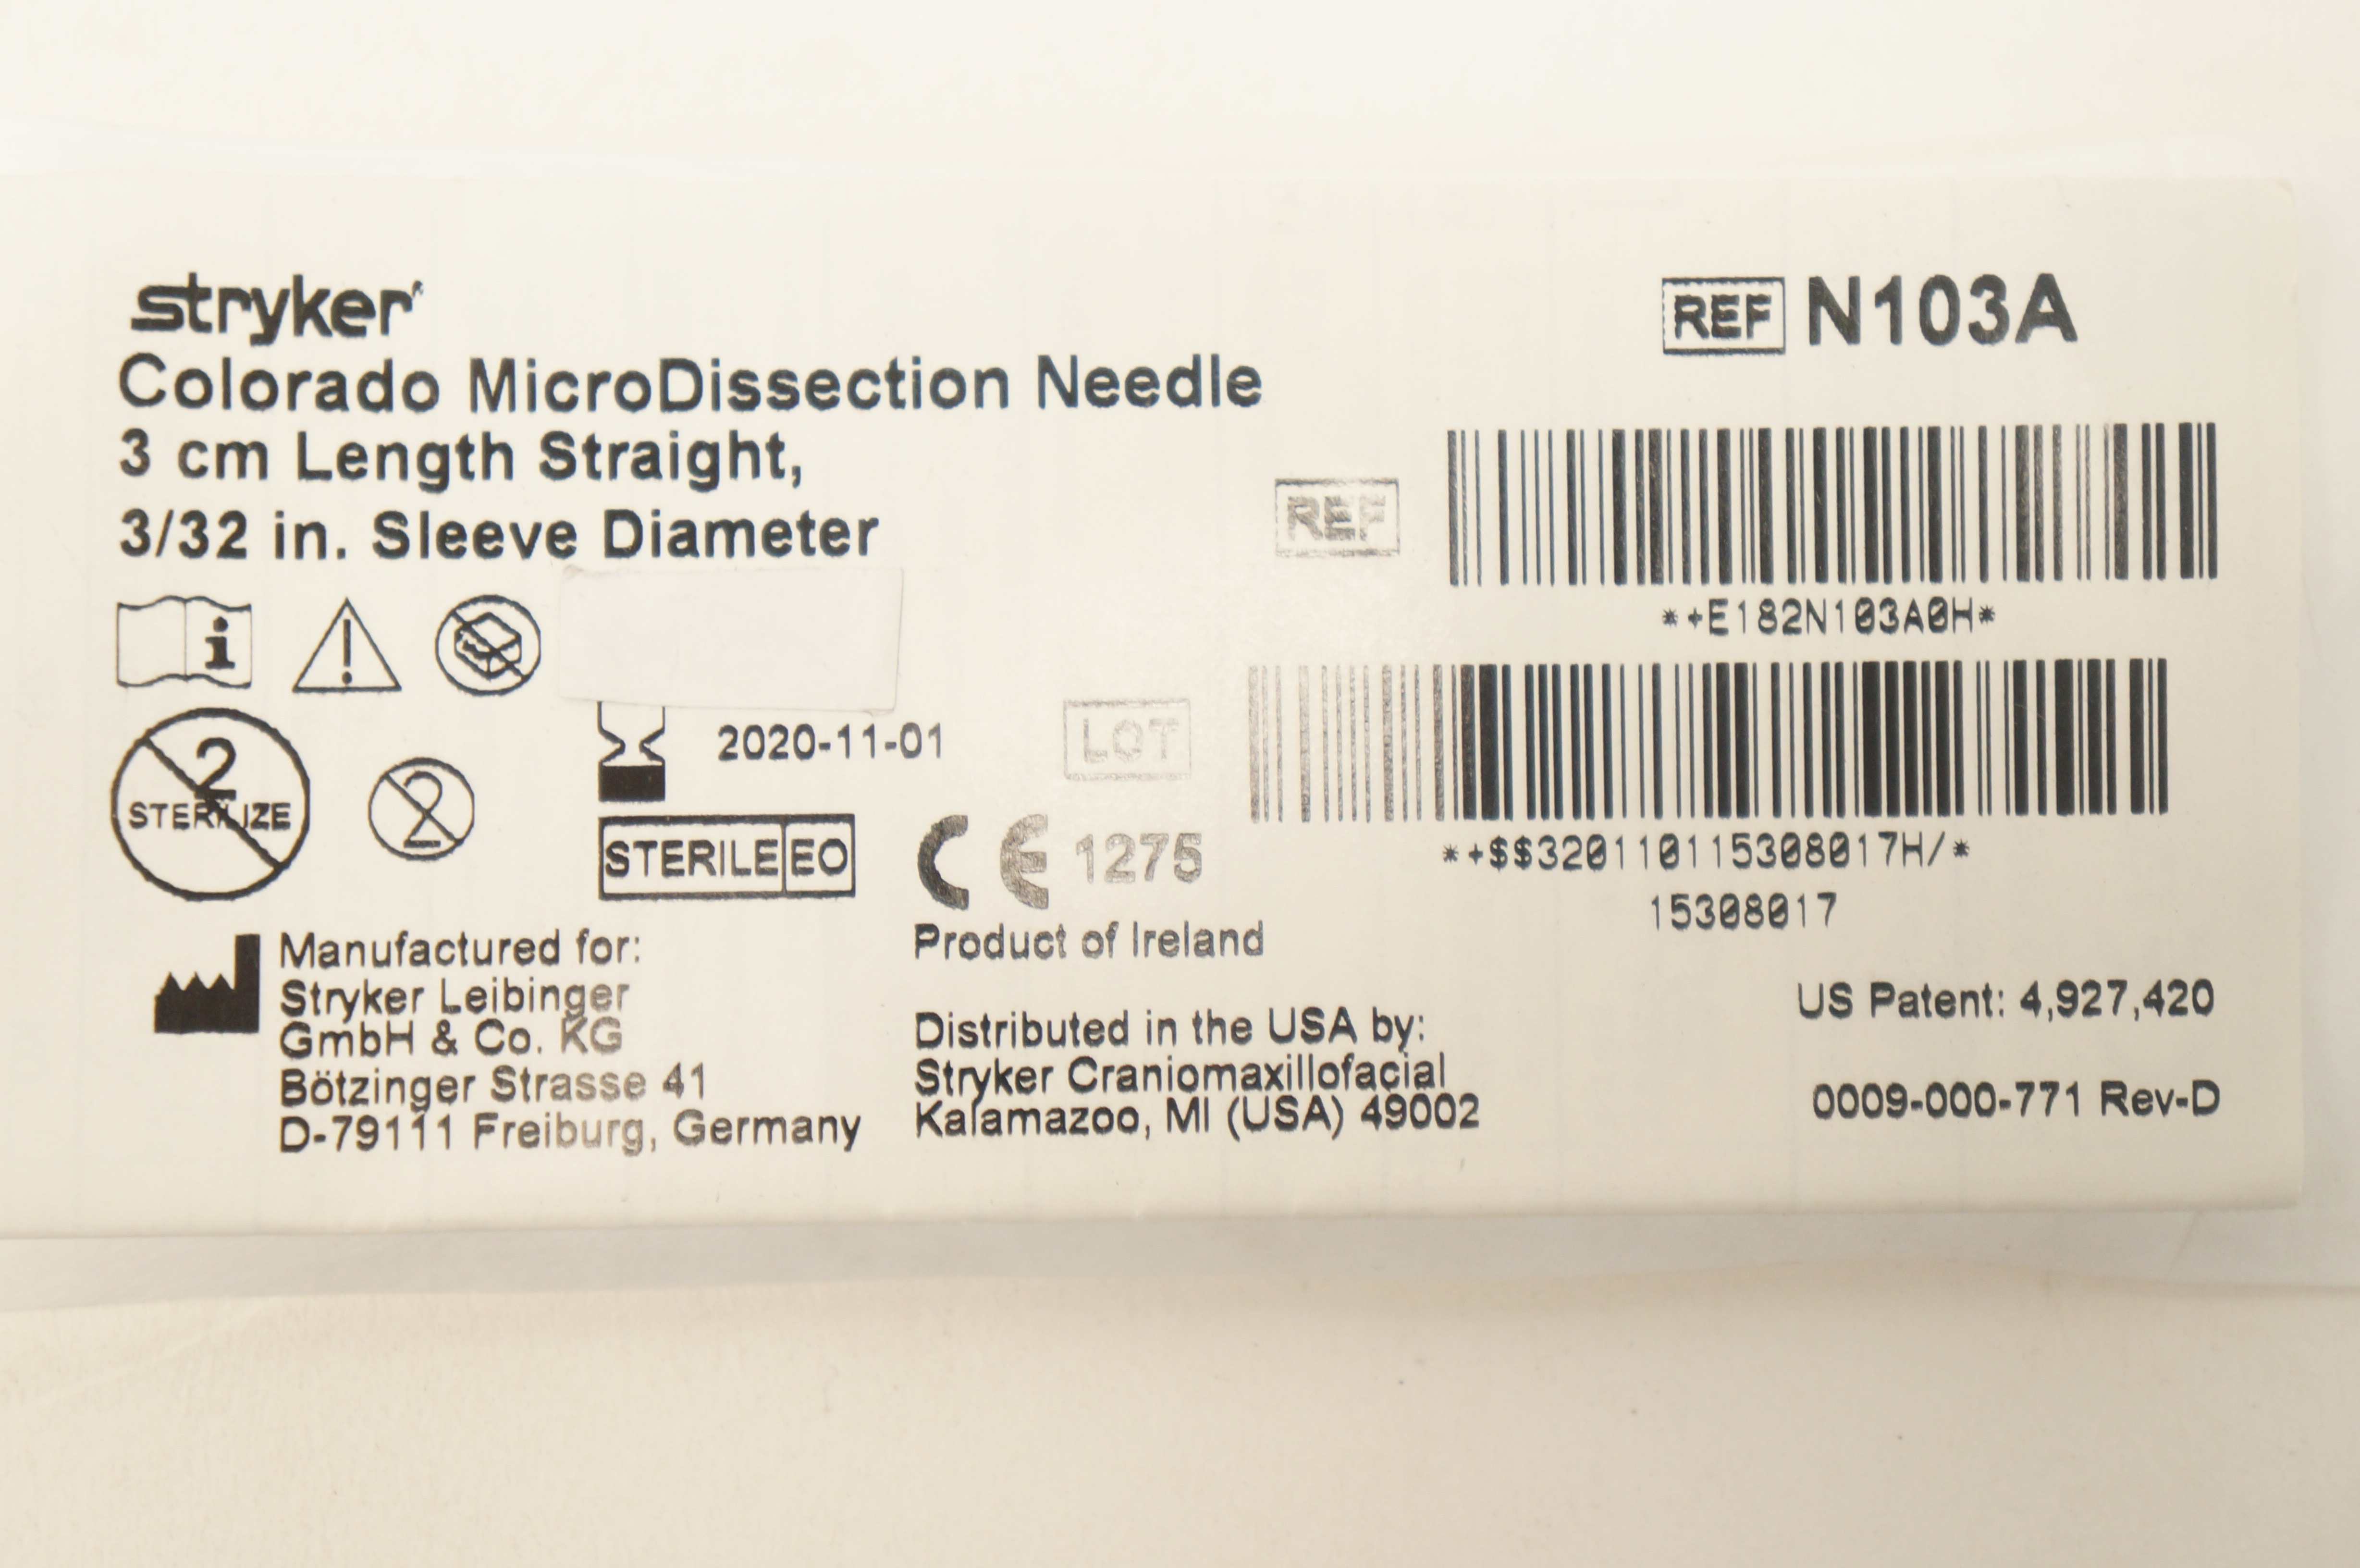 stryker
REF N103A
Colorado MicroDissection Needle
3 cm Length Straight,
3/32 in. Sleeve Diameter
REF
*+E182N103A0H*
i
!
2
STERILIZE
2
2020-11-01
LOT
STERILE EO
CE 1275
*+$$320110115308017H/*
15308017
Manufactured for:
Stryker Leibinger
GmbH & Co. KG
Bötzinger Strasse 41
D-79111 Freiburg, Germany
Product of Ireland
Distributed in the USA by:
Stryker Craniomaxillofacial
Kalamazoo, MI (USA) 49002
US Patent: 4,927,420
0009-000-771 Rev-D